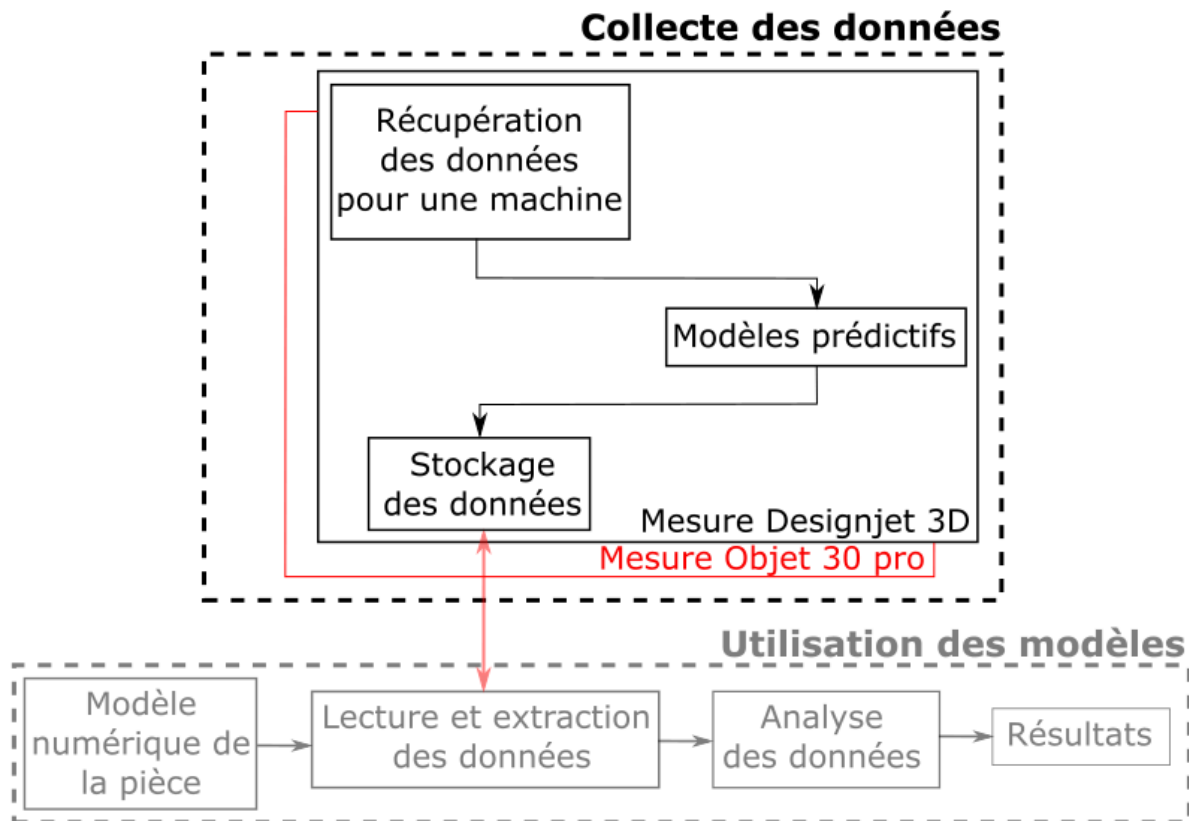 Collecte des données
Récupération
des données
pour une machine
Modèles prédictifs
Stockage
des données
Mesure Designjet 3D
Mesure Objet 30 pro
Utilisation des modèles
Modèle
numérique de
la pièce
Lecture et extraction
des données
Analyse
des données
Résultats